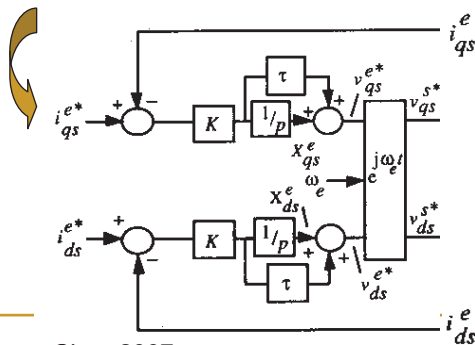 i^e_qs
+ −
i^e*_qs
K
τ
1/p
+ +
v^e*_qs
v^s*_qs
X^e_qs
ω_e
e^jω_e t
X^e_ds
+
i^e*_ds
−
K
1/p
+
+
τ
v^e*_ds
v^s*_ds
i^e_ds